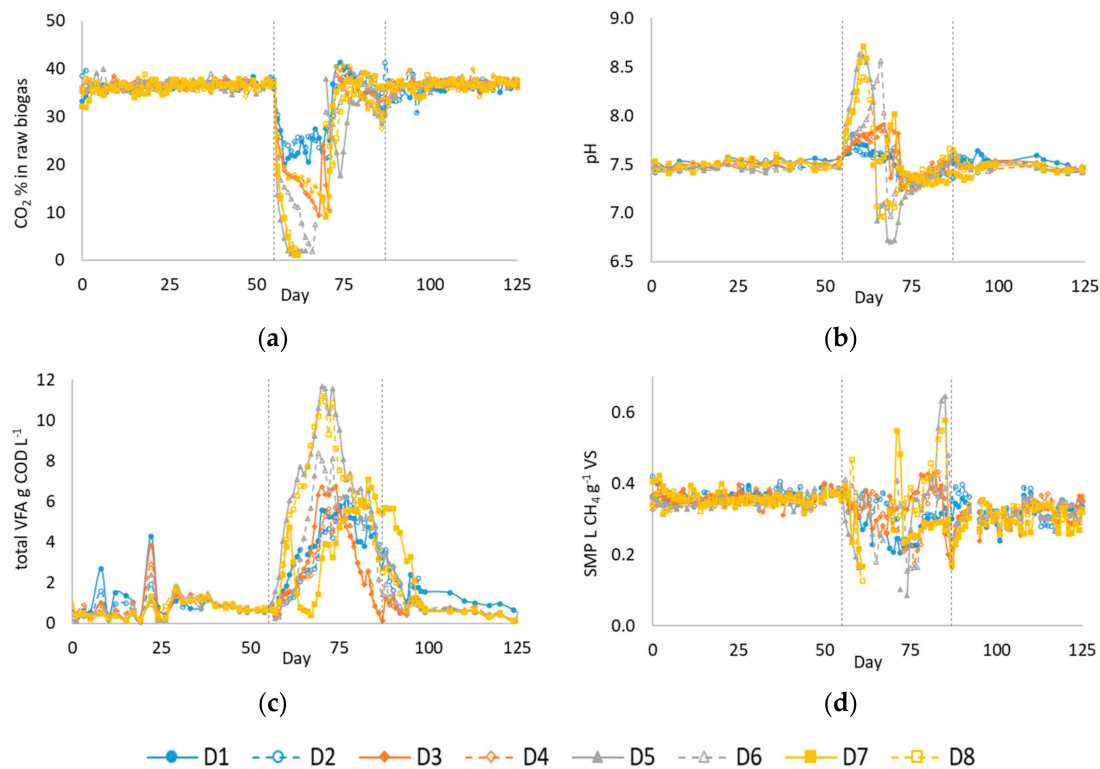 50
40
30
20
10
0
CO2 % in raw biogas
0 25 50 75 100 125
Day
(a)
9.0
8.5
8.0
7.5
7.0
6.5
pH
0 25 50 75 100 125
Day
(b)
12
10
8
6
4
2
0
total VFA g COD L-1
0 25 50 75 100 125
Day
(c)
0.6
0.4
0.2
0.0
SMP L CH4 g-1 VS
0 25 50 75 100 125
Day
(d)
D1 D2 D3 D4 D5 D6 D7 D8